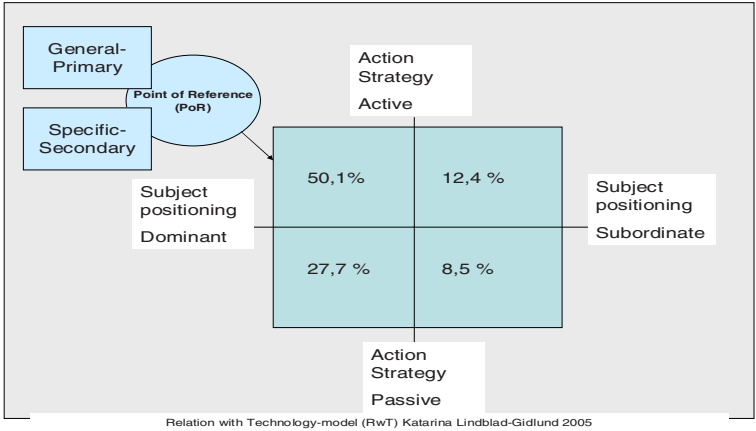 General-
Primary
Point of Reference
(PoR)
Specific-
Secondary
Action
Strategy
Active
50,1%
12,4 %
Subject
positioning
Dominant
Subject
positioning
Subordinate
27,7 %
8,5 %
Action
Strategy
Passive
Relation with Technology-model (RwT) Katarina Lindblad-Gidlund 2005